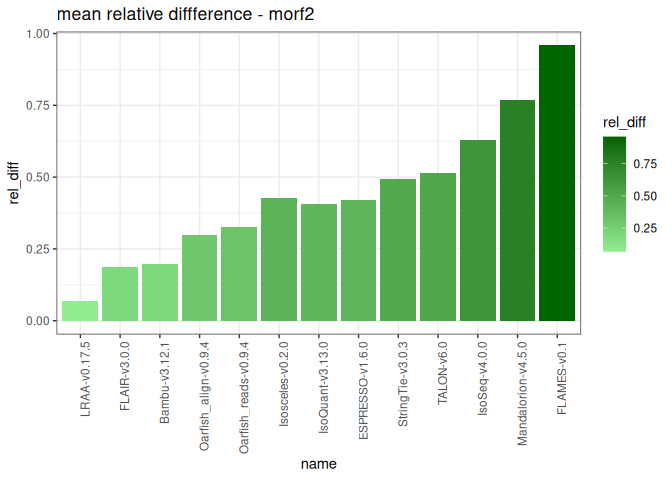 mean relative diffference - morf2
1.00
0.75
0.50
0.25
0.00
rel_diff
LRAA-v0.17.5
FLAIR-v3.0.0
Bambu-v3.12.1
Oarfish_align-v0.9.4
Oarfish_reads-v0.9.4
Isosceles-v0.2.0
IsoQuant-v3.13.0
ESPRESSO-v1.6.0
StringTie-v3.0.3
TALON-v6.0
IsoSeq-v4.0.0
Mandalorion-v4.5.0
FLAMES-v0.1
name
rel_diff
0.75
0.50
0.25